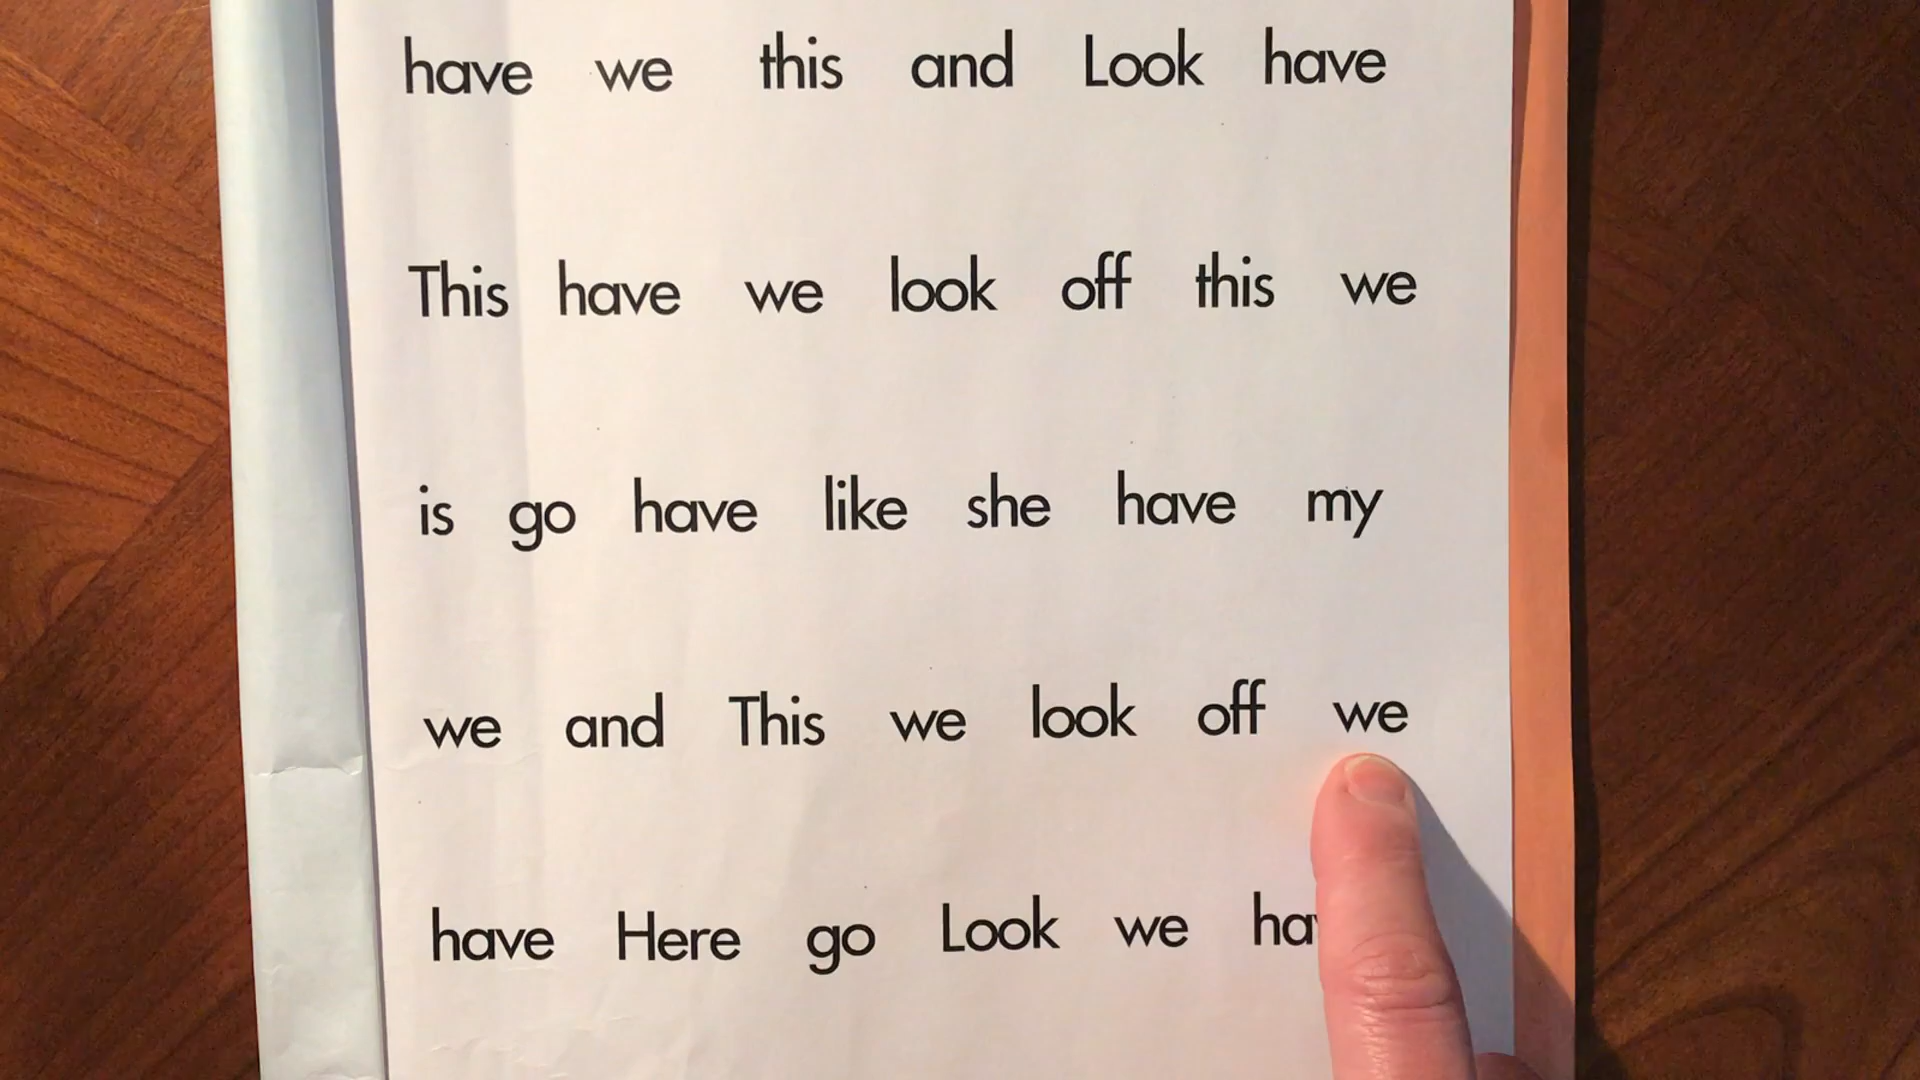 have we this and Look have
This have we look off this we
is go have like she have my
we and This we look off we
have Here go Look we